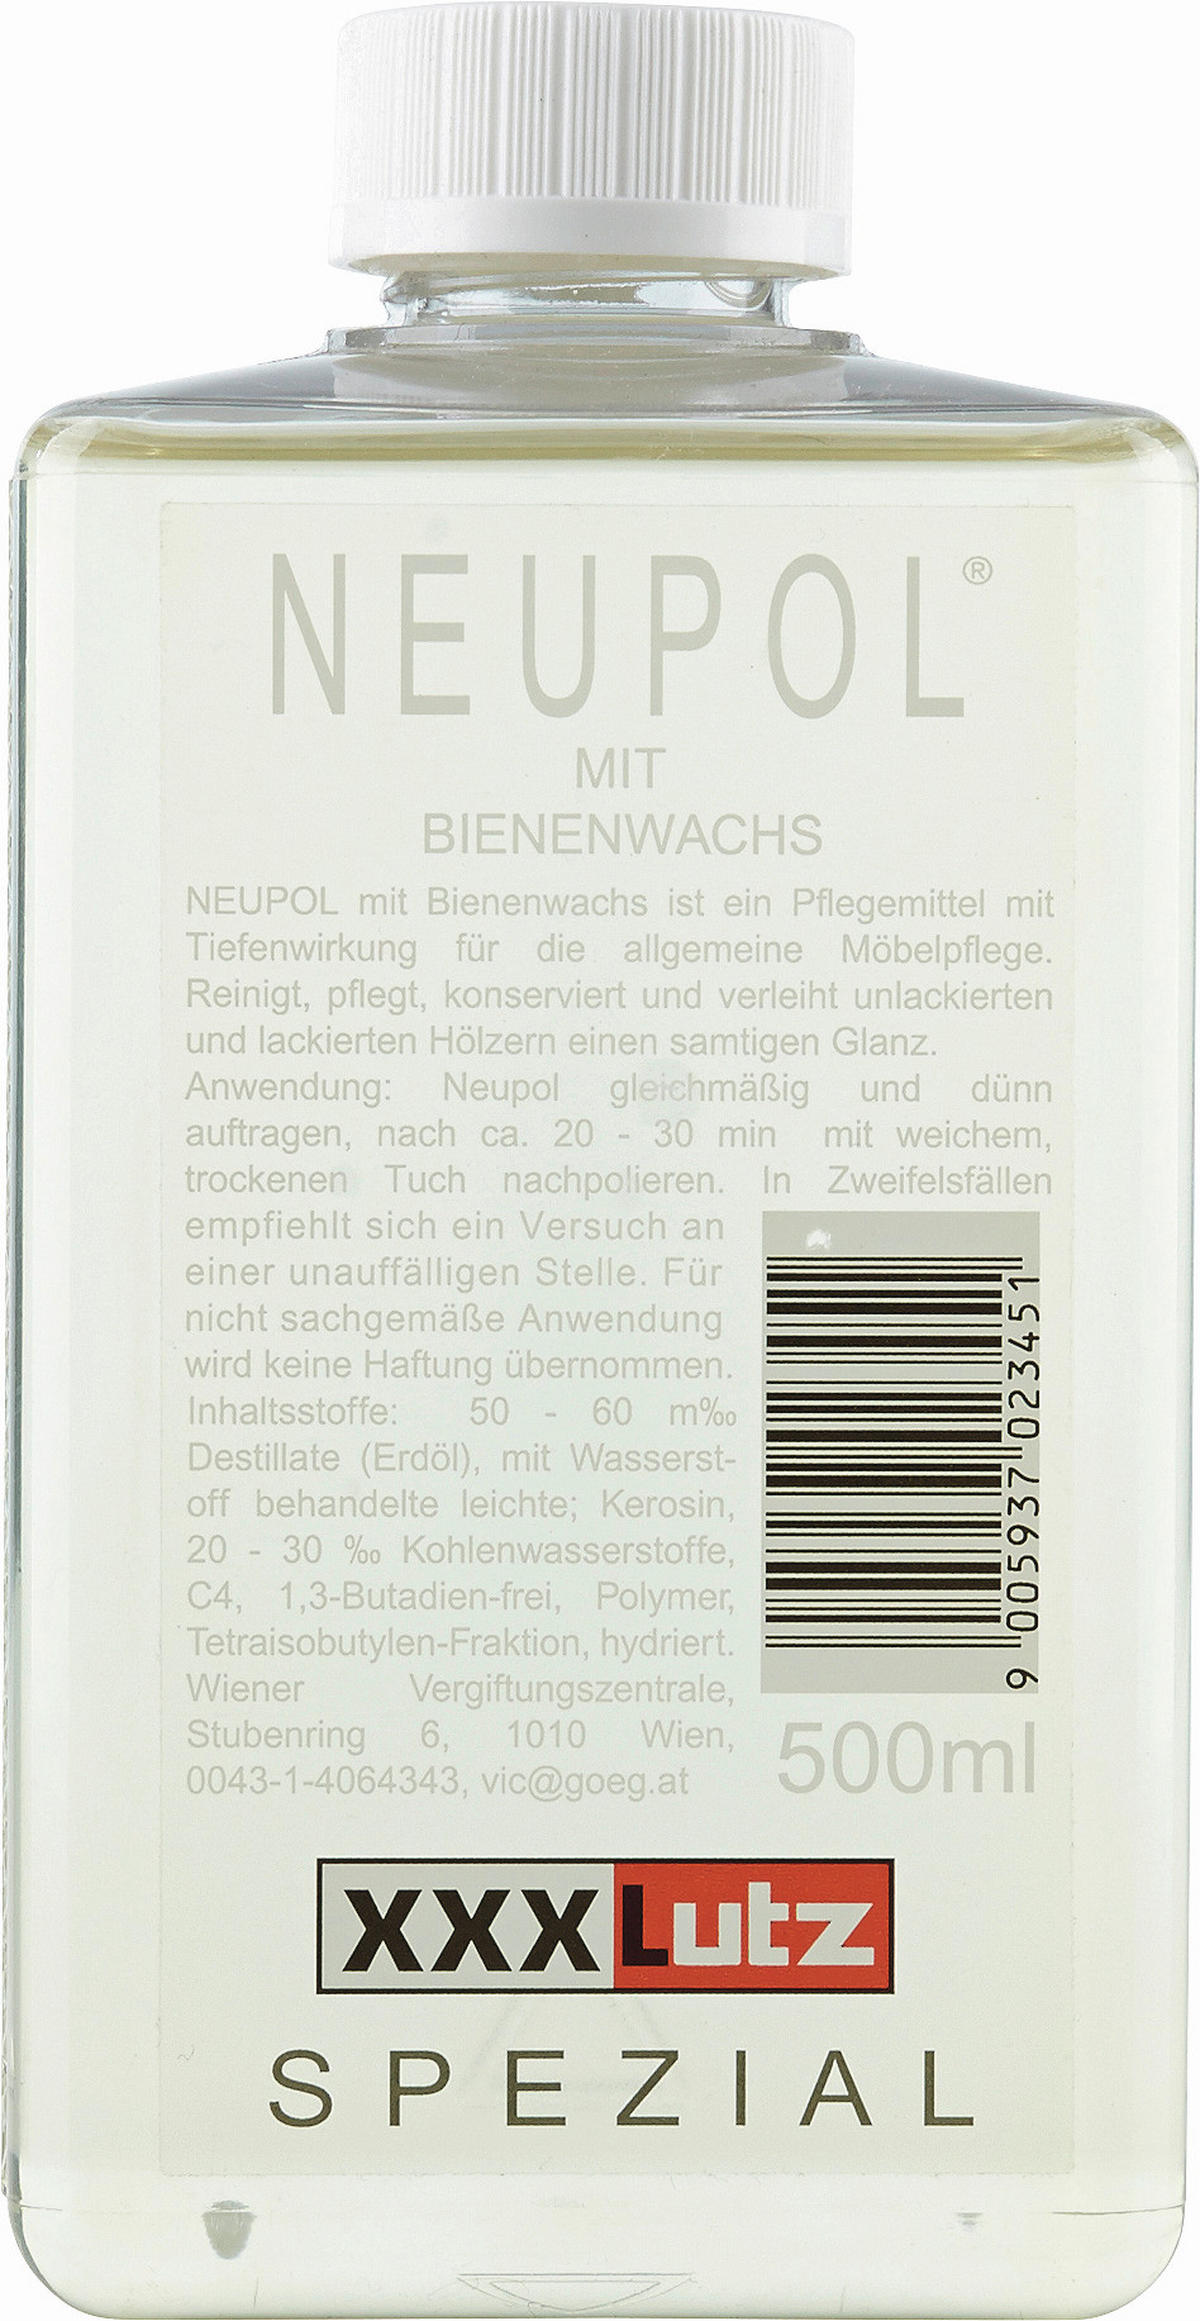 NEUPOL®
MIT
BIENENWACHS
NEUPOL mit Bienenwachs ist ein Pflegemittel mit
Tiefenwirkung für die allgemeine Möbelpflege.
Reinigt, pflegt, konserviert und verleiht unlackierten
und lackierten Hölzern einen samtigen Glanz.
Anwendung: Neupol gleichmäßig und dünn
auftragen, nach ca. 20 - 30 min mit weichem,
trockenen Tuch nachpolieren. In Zweifelsfällen
empfiehlt sich ein Versuch an
einer unauffälligen Stelle. Für
nicht sachgemäße Anwendung
wird keine Haftung übernommen.
Inhaltsstoffe: 50 - 60 m‰
Destillate (Erdöl), mit Wasserst-
off behandelte leichte; Kerosin,
20 - 30 ‰ Kohlenwasserstoffe,
C4, 1,3-Butadien-frei, Polymer,
Tetraisobutylen-Fraktion, hydriert.
Wiener Vergiftungszentrale,
Stubenring 6, 1010 Wien,
0043-1-4064343, vic@goeg.at
9 005937 023451
500ml
XXXLutz
SPEZIAL